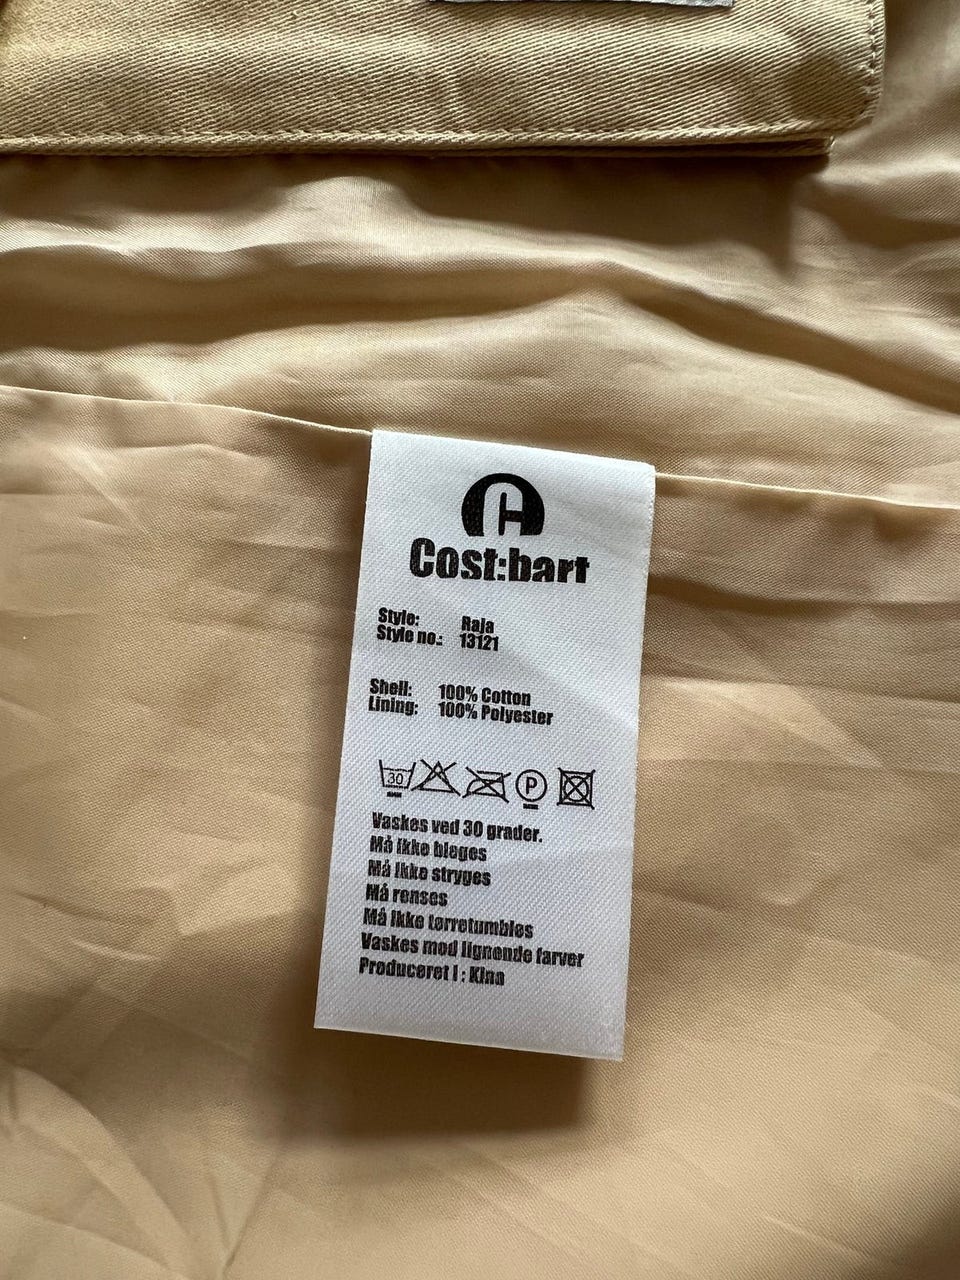 Cost:bart
Style: Raja
Style no.: 13121
Shell: 100% Cotton
Lining: 100% Polyester
30 P
Vaskes ved 30 grader.
Må ikke bleges
Må ikke stryges
Må renses
Må ikke tørretumbles
Vaskes med lignende farver
Produceret i : Kina